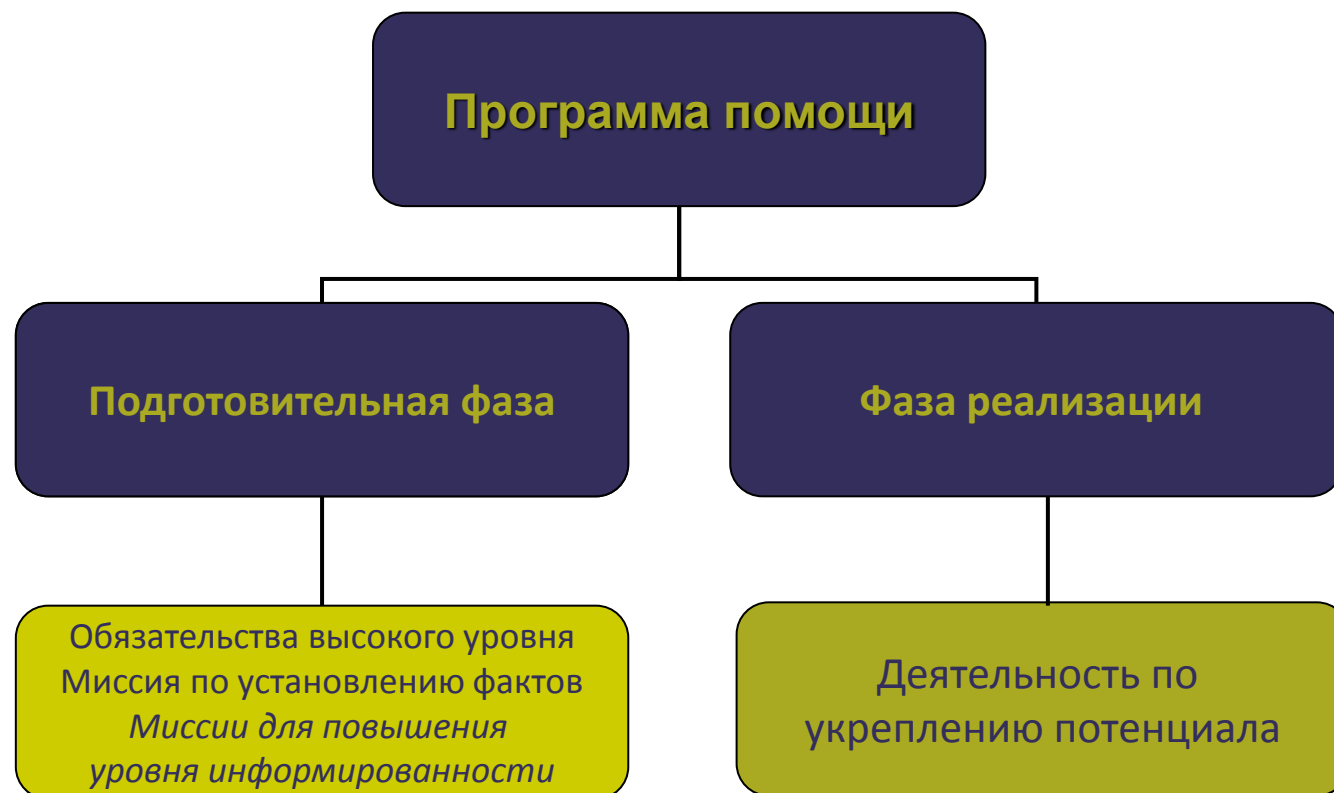 Программа помощи
Подготовительная фаза
Фаза реализации
Обязательства высокого уровня
Миссия по установлению фактов
Миссии для повышения
уровня информированности
Деятельность по
укреплению потенциала